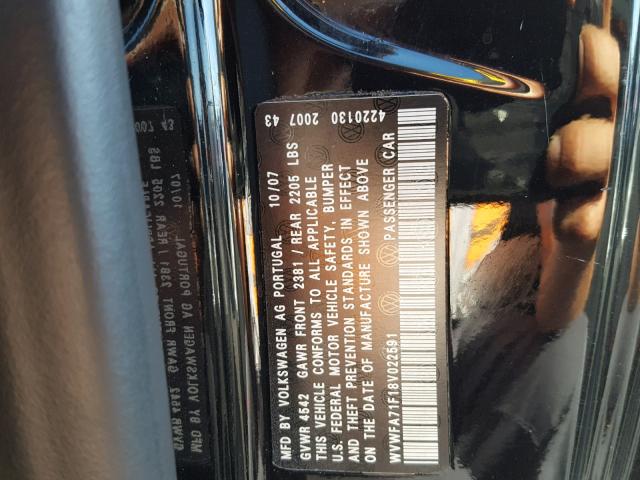 MFD BY VOLKSWAGEN AG PORTUGAL 10/07 2007 43 4220130
GVWR 4542 GAWR FRONT 2381 / REAR 2205 LBS
THIS VEHICLE CONFORMS TO ALL APPLICABLE
U.S. FEDERAL MOTOR VEHICLE SAFETY, BUMPER
AND THEFT PREVENTION STANDARDS IN EFFECT
ON DATE OF MANUFACTURE SHOWN ABOVE
WVWFA71F18V022591 PASSENGER CAR